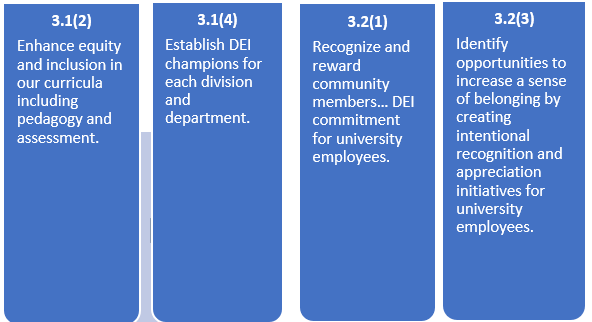 3.1(2)
Enhance equity
and inclusion in
our curricula
including
pedagogy and
assessment.
3.1(4)
Establish DEI
champions for
each division
and
department.
3.2(1)
Recognize and
reward
community
members... DEI
commitment
for university
employees.
3.2(3)
Identify
opportunities to
increase a sense
of belonging by
creating
intentional
recognition and
appreciation
initiatives for
university
employees.